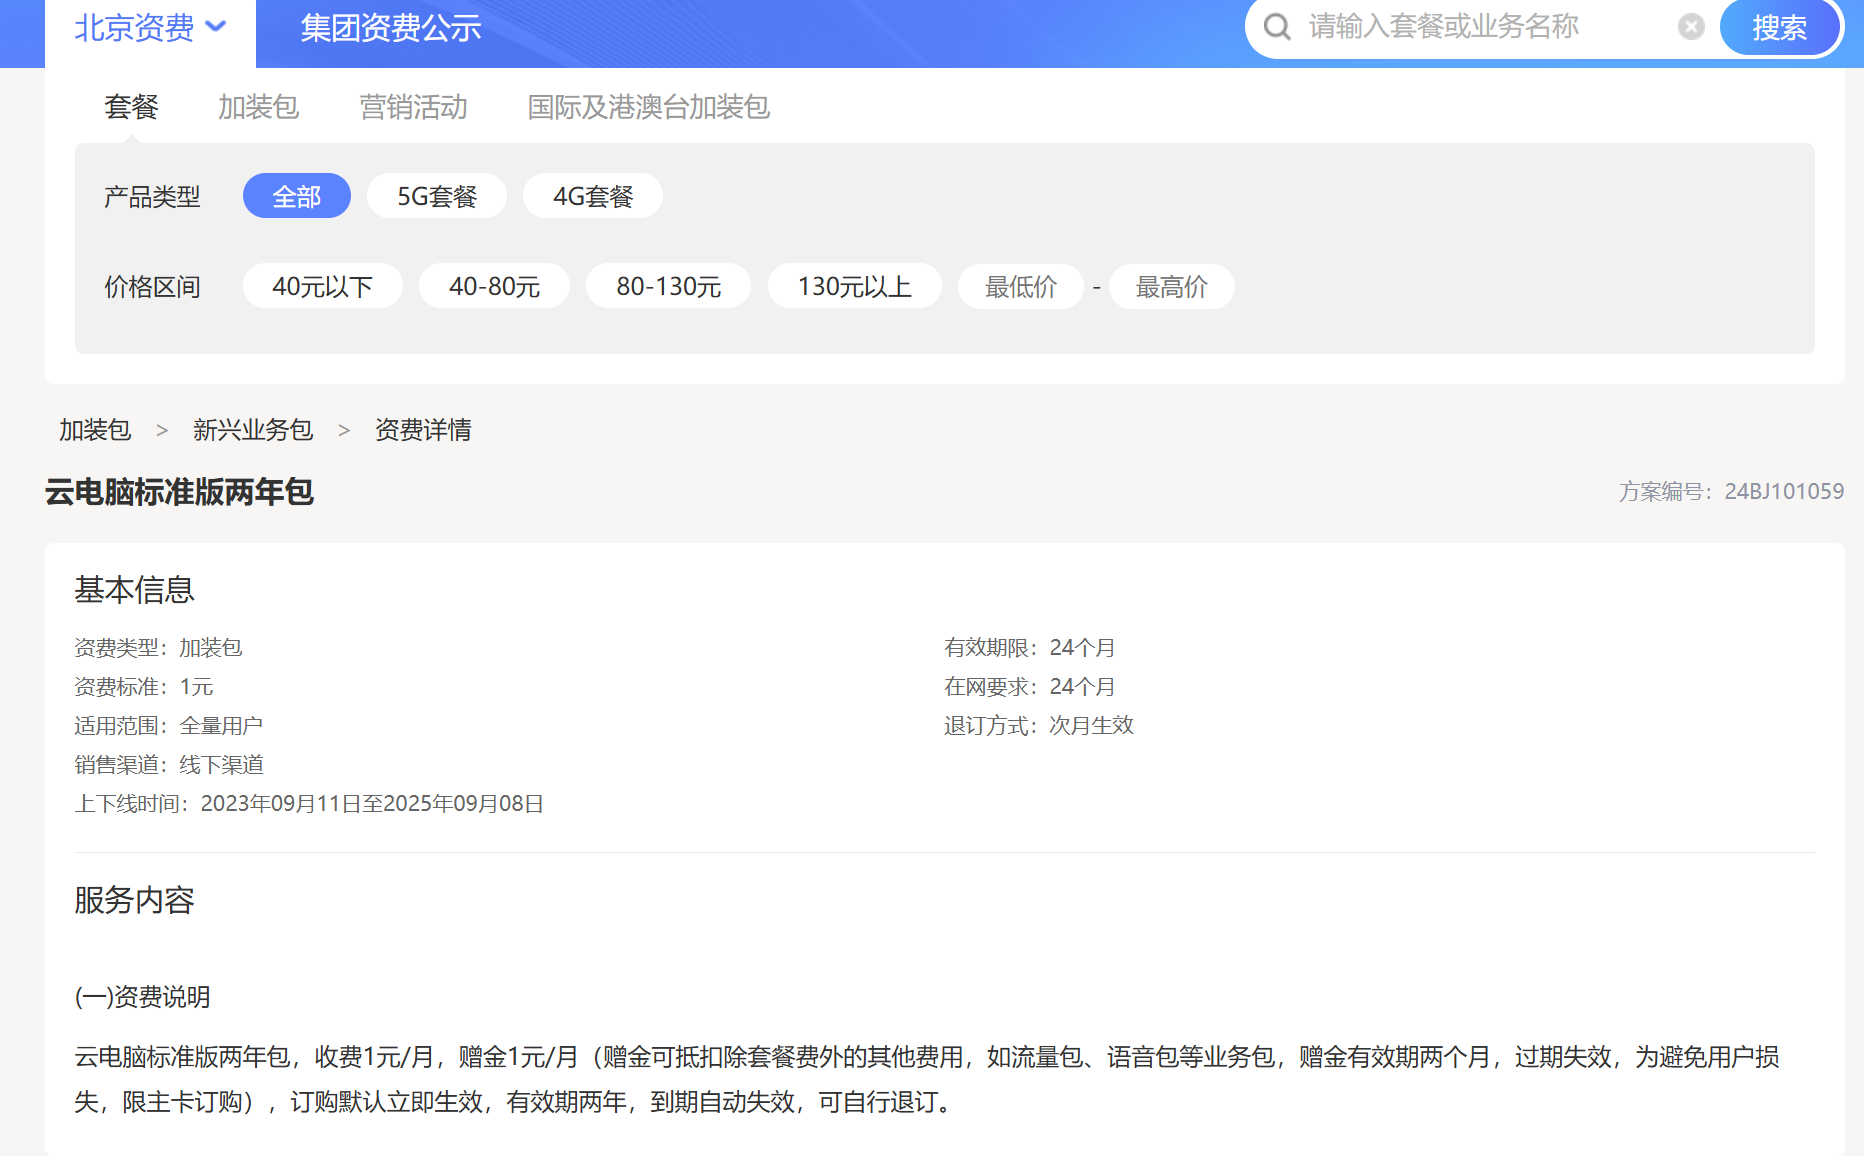 北京资费 集团资费公示 请输入套餐或业务名称 搜索
套餐 加装包 营销活动 国际及港澳台加装包
产品类型 全部 5G套餐 4G套餐
价格区间 40元以下 40-80元 80-130元 130元以上 最低价 - 最高价
加装包 > 新兴业务包 > 资费详情
云电脑标准版两年包 方案编号：24BJ101059
基本信息
资费类型：加装包 有效期限：24个月
资费标准：1元 在网要求：24个月
适用范围：全量用户 退订方式：次月生效
销售渠道：线下渠道
上下线时间：2023年09月11日至2025年09月08日
服务内容
(一)资费说明
云电脑标准版两年包，收费1元/月，赠金1元/月（赠金可抵扣除套餐费外的其他费用，如流量包、语音包等业务包，赠金有效期两个月，过期失效，为避免用户损
失，限主卡订购），订购默认立即生效，有效期两年，到期自动失效，可自行退订。